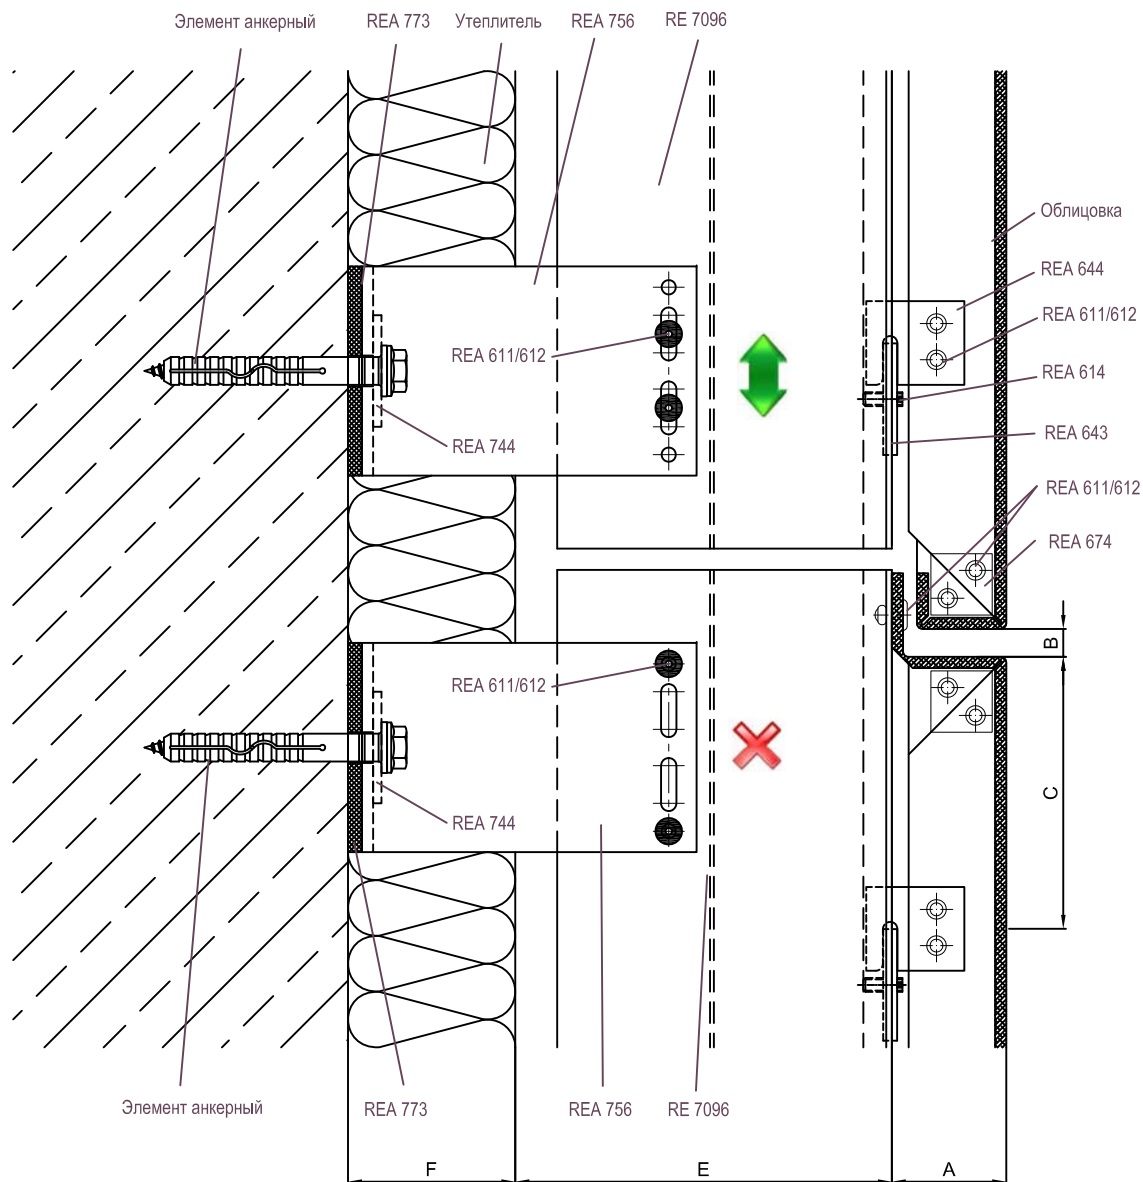 Элемент анкерный
REA 773
Утеплитель
REA 756
RE 7096
Облицовка
REA 644
REA 611/612
REA 611/612
REA 614
REA 744
REA 643
REA 611/612
REA 674
B
REA 611/612
C
REA 744
Элемент анкерный
REA 773
REA 756
RE 7096
F
E
A